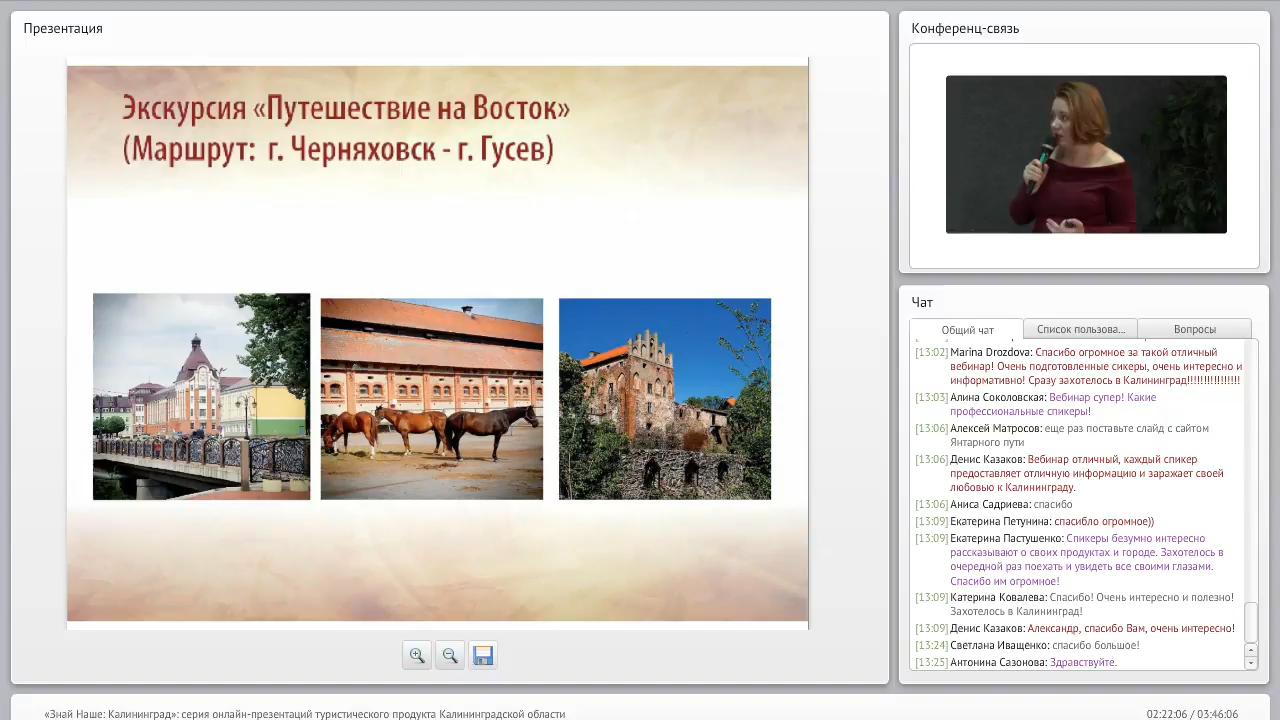 Презентация
Экскурсия «Путешествие на Восток»
(Маршрут: г. Черняховск - г. Гусев)
Конференц-связь
Чат
Общий чат
Список пользова...
Вопросы
[13:02] Marina Drozdova: Спасибо огромное за такой отличный
вебинар! Очень подготовленные сикеры, очень интересно и
информативно! Сразу захотелось в Калининград!!!!!!!!!!!!!!!
[13:03] Алина Соколовская: Вебинар супер! Какие
профессиональные спикеры!
[13:06] Алексей Матросов: еще раз поставьте слайд с сайтом
Янтарного пути
[13:06] Денис Казаков: Вебинар отличный, каждый спикер
предоставляет отличную информацию и заражает своей
любовью к Калининграду.
[13:06] Аниса Садриева: спасибо
[13:09] Екатерина Петунина: спасибло огромное))
[13:09] Екатерина Пастушенко: Спикеры безумно интересно
рассказывают о своих продуктах и городе. Захотелось в
очередной раз поехать и увидеть все своими глазами.
Спасибо им огромное!
[13:09] Катерина Ковалева: Спасибо! Очень интересно и полезно!
Захотелось в Калининград!
[13:09] Денис Казаков: Александр, спасибо Вам, очень интересно!
[13:24] Светлана Иващенко: спасибо большое!
[13:25] Антонина Сазонова: Здравствуйте.
«Знай Наше: Калининград»: серия онлайн-презентаций туристического продукта Калининградской области
02:22:06 / 03:46:06